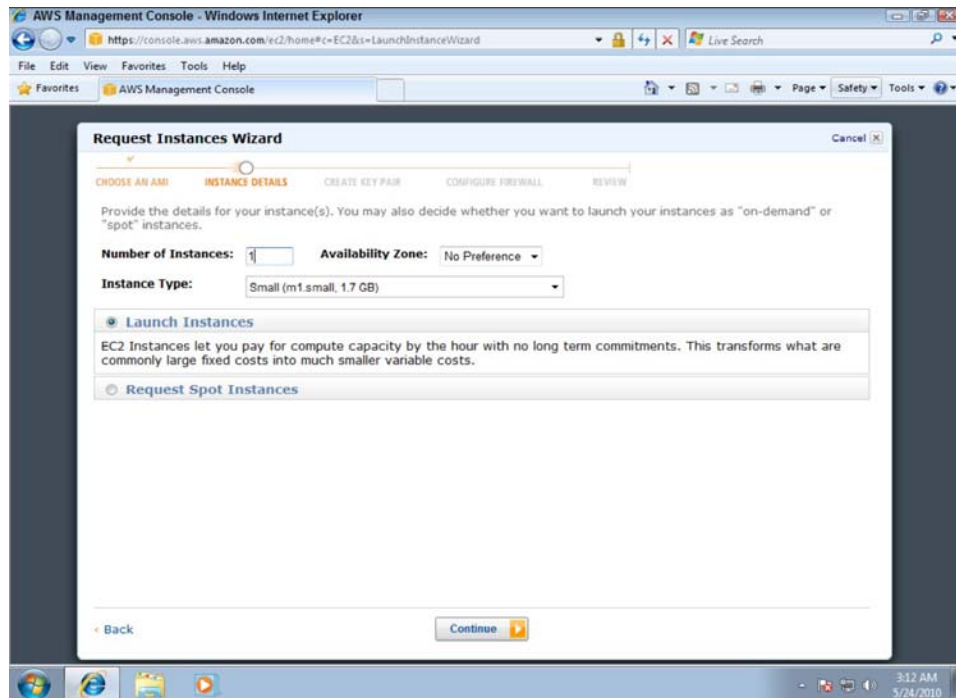 AWS Management Console - Windows Internet Explorer
https://console.aws.amazon.com/ec2/home#c=EC2&s=LaunchInstanceWizard
Live Search
File Edit View Favorites Tools Help
Favorites AWS Management Console Page Safety Tools
Request Instances Wizard Cancel
CHOOSE AN AMI INSTANCE DETAILS CREATE KEY PAIR CONFIGURE FIREWALL REVIEW
Provide the details for your instance(s). You may also decide whether you want to launch your instances as "on-demand" or
"spot" instances.
Number of Instances: 1 Availability Zone: No Preference
Instance Type: Small (m1.small, 1.7 GB)
Launch Instances
EC2 Instances let you pay for compute capacity by the hour with no long term commitments. This transforms what are
commonly large fixed costs into much smaller variable costs.
Request Spot Instances
Back Continue
3:12 AM
5/24/2010